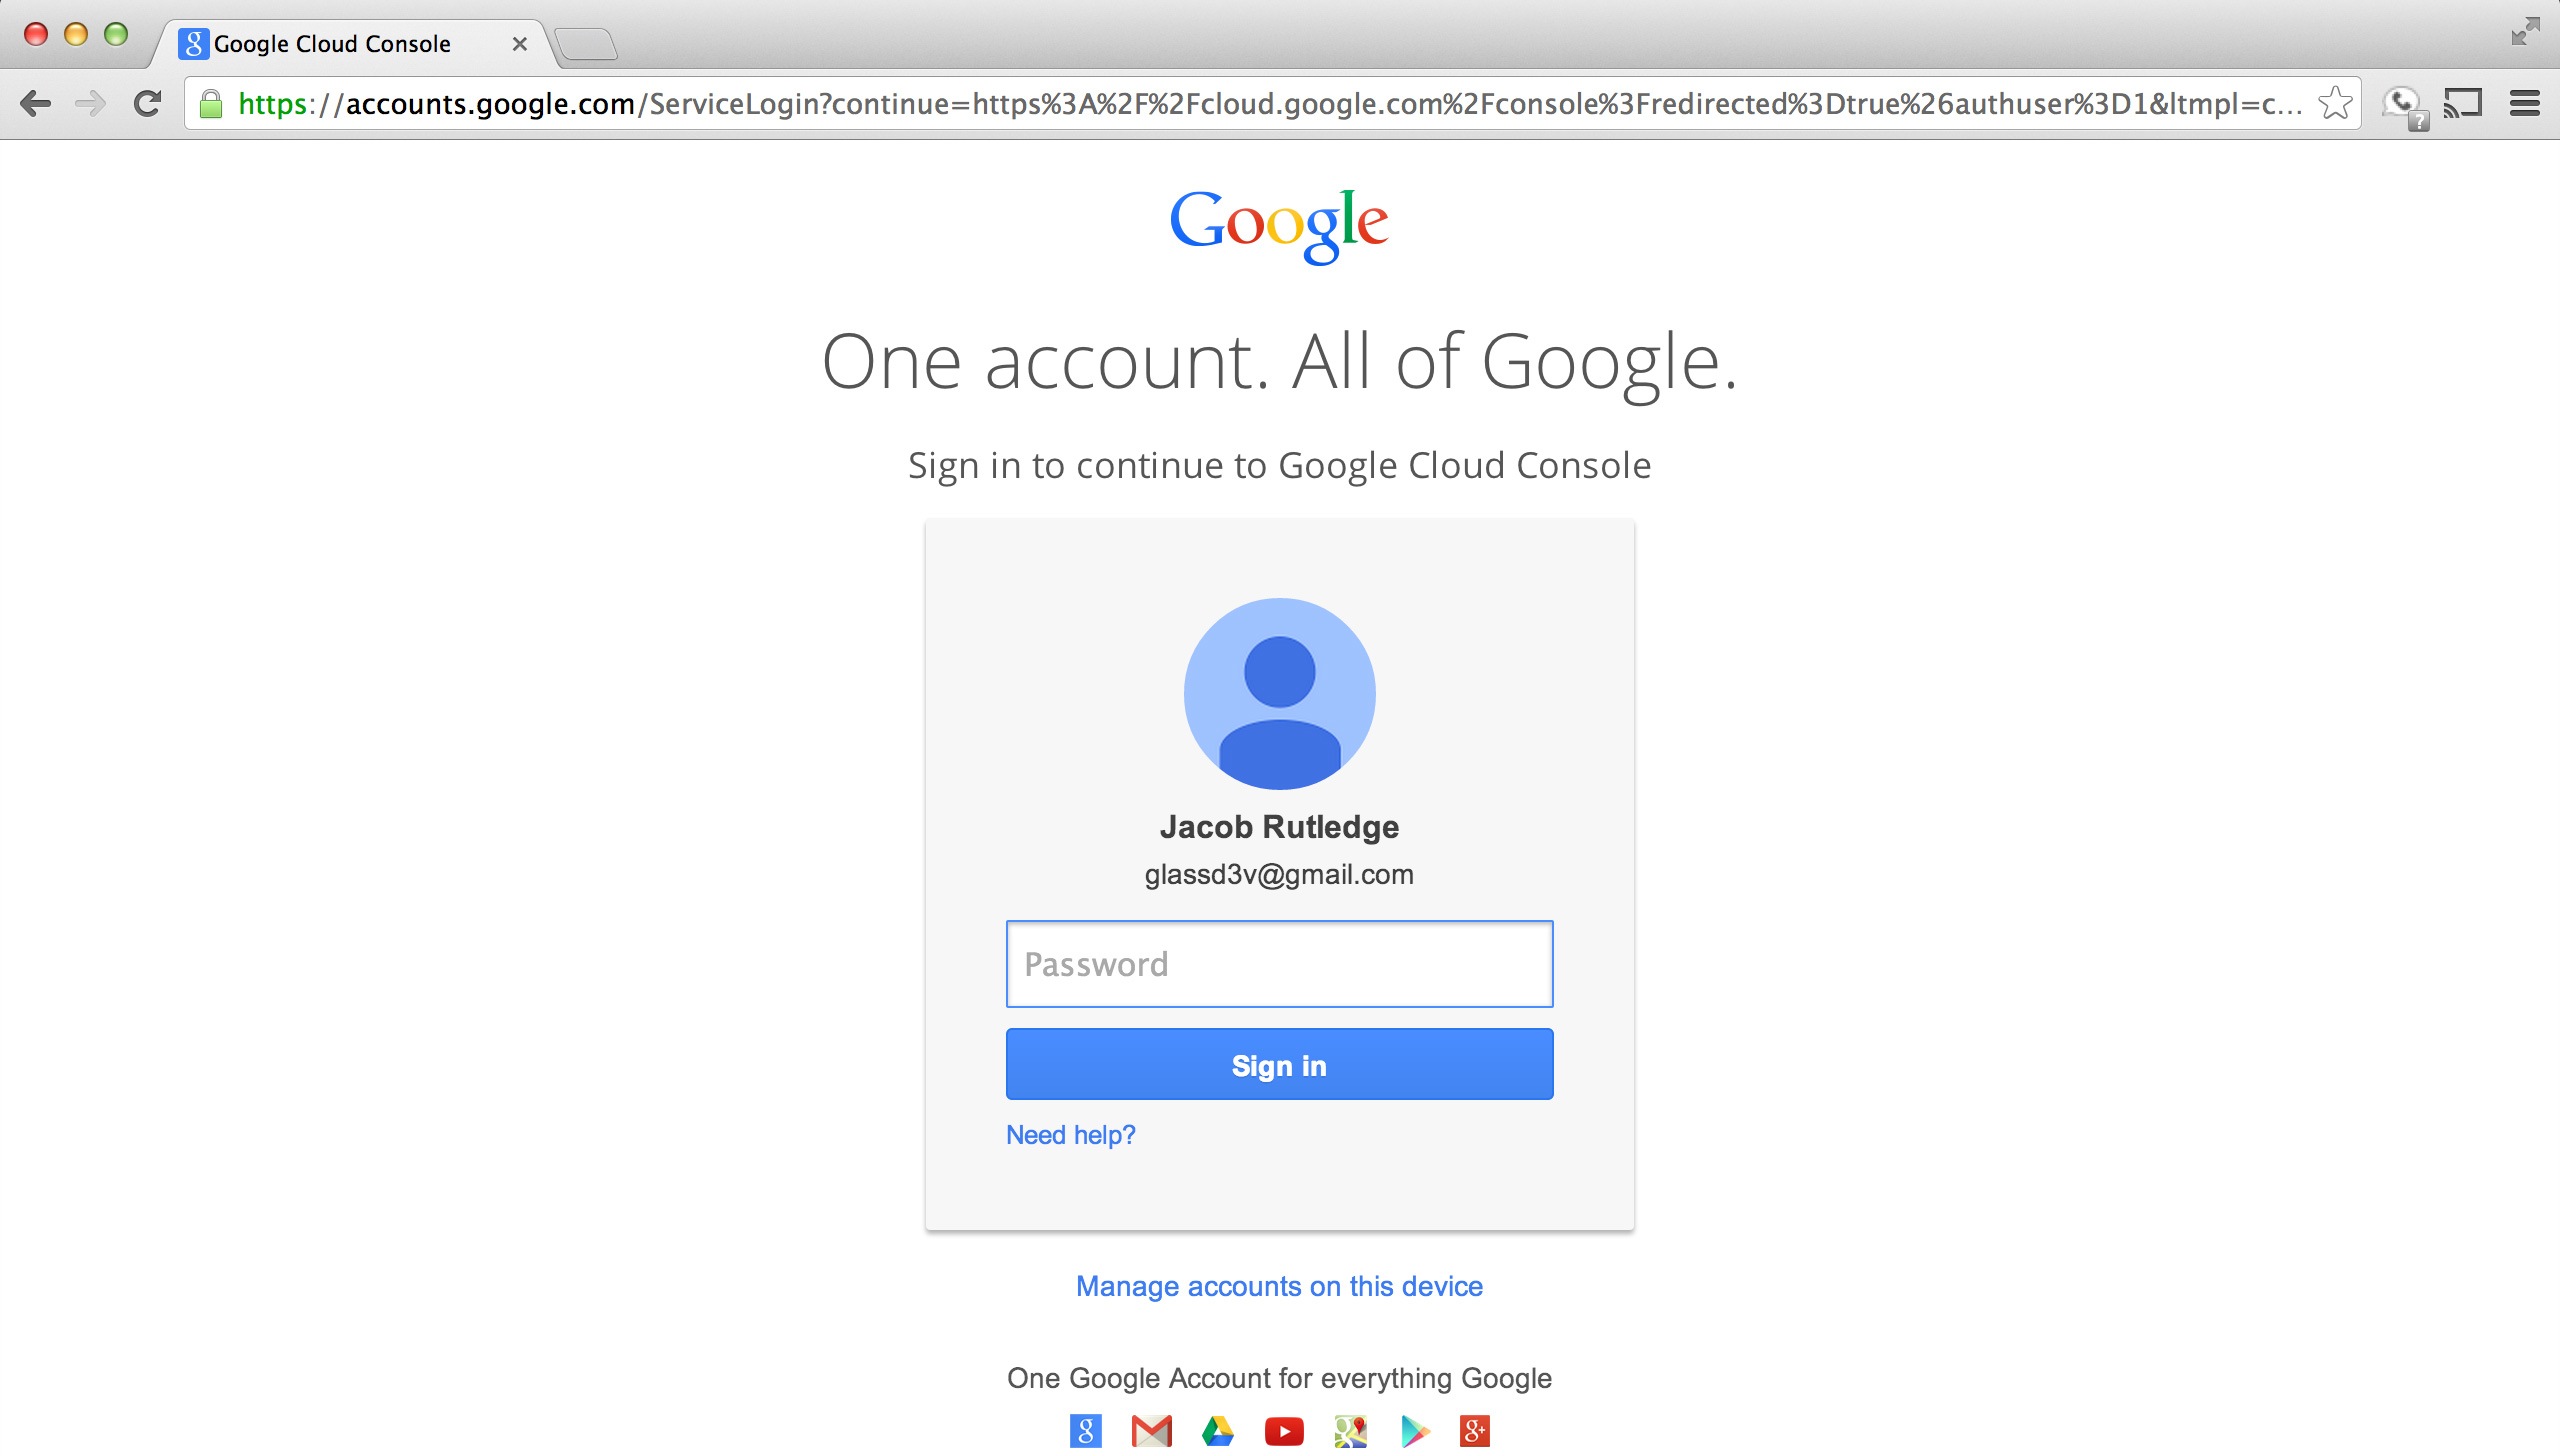 Google Cloud Console
https://accounts.google.com/ServiceLogin?continue=https%3A%2F%2Fcloud.google.com%2Fconsole%3Fredirected%3Dtrue%26authuser%3D1&ltmpl=c...
Google
One account. All of Google.
Sign in to continue to Google Cloud Console
Jacob Rutledge
glassd3v@gmail.com
Password
Sign in
Need help?
Manage accounts on this device
One Google Account for everything Google